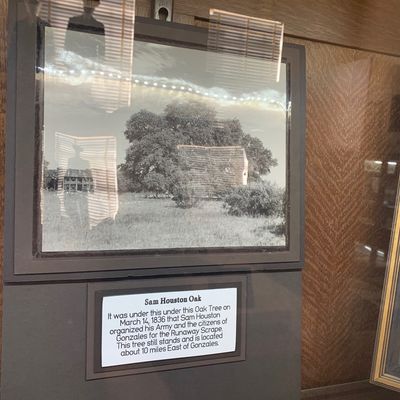 Sam Houston Oak
It was under this under this Oak Tree on
March 14, 1836 that Sam Houston
organized his Army and the citizens of
Gonzales for the Runaway Scrape.
This tree still stands and is located
about 10 miles East of Gonzales.